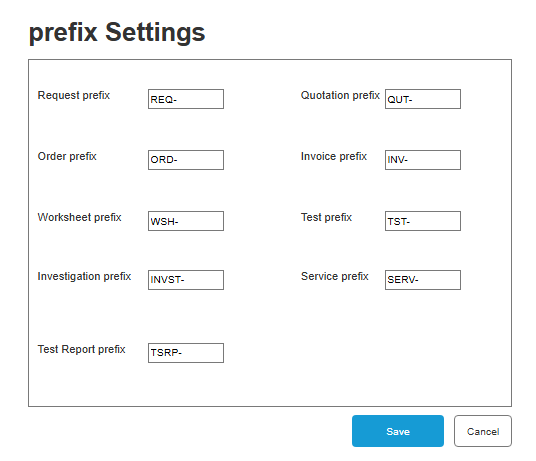 prefix Settings
Request prefix REQ- Quotation prefix QUT-
Order prefix ORD- Invoice prefix INV-
Worksheet prefix WSH- Test prefix TST-
Investigation prefix INVST- Service prefix SERV-
Test Report prefix TSRP-
Save Cancel